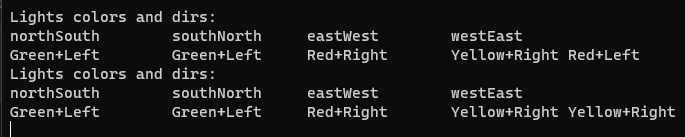 Lights colors and dirs:
northSouth southNorth eastWest westEast
Green+Left Green+Left Red+Right Yellow+Right Red+Left
Lights colors and dirs:
northSouth southNorth eastWest westEast
Green+Left Green+Left Red+Right Yellow+Right Yellow+Right